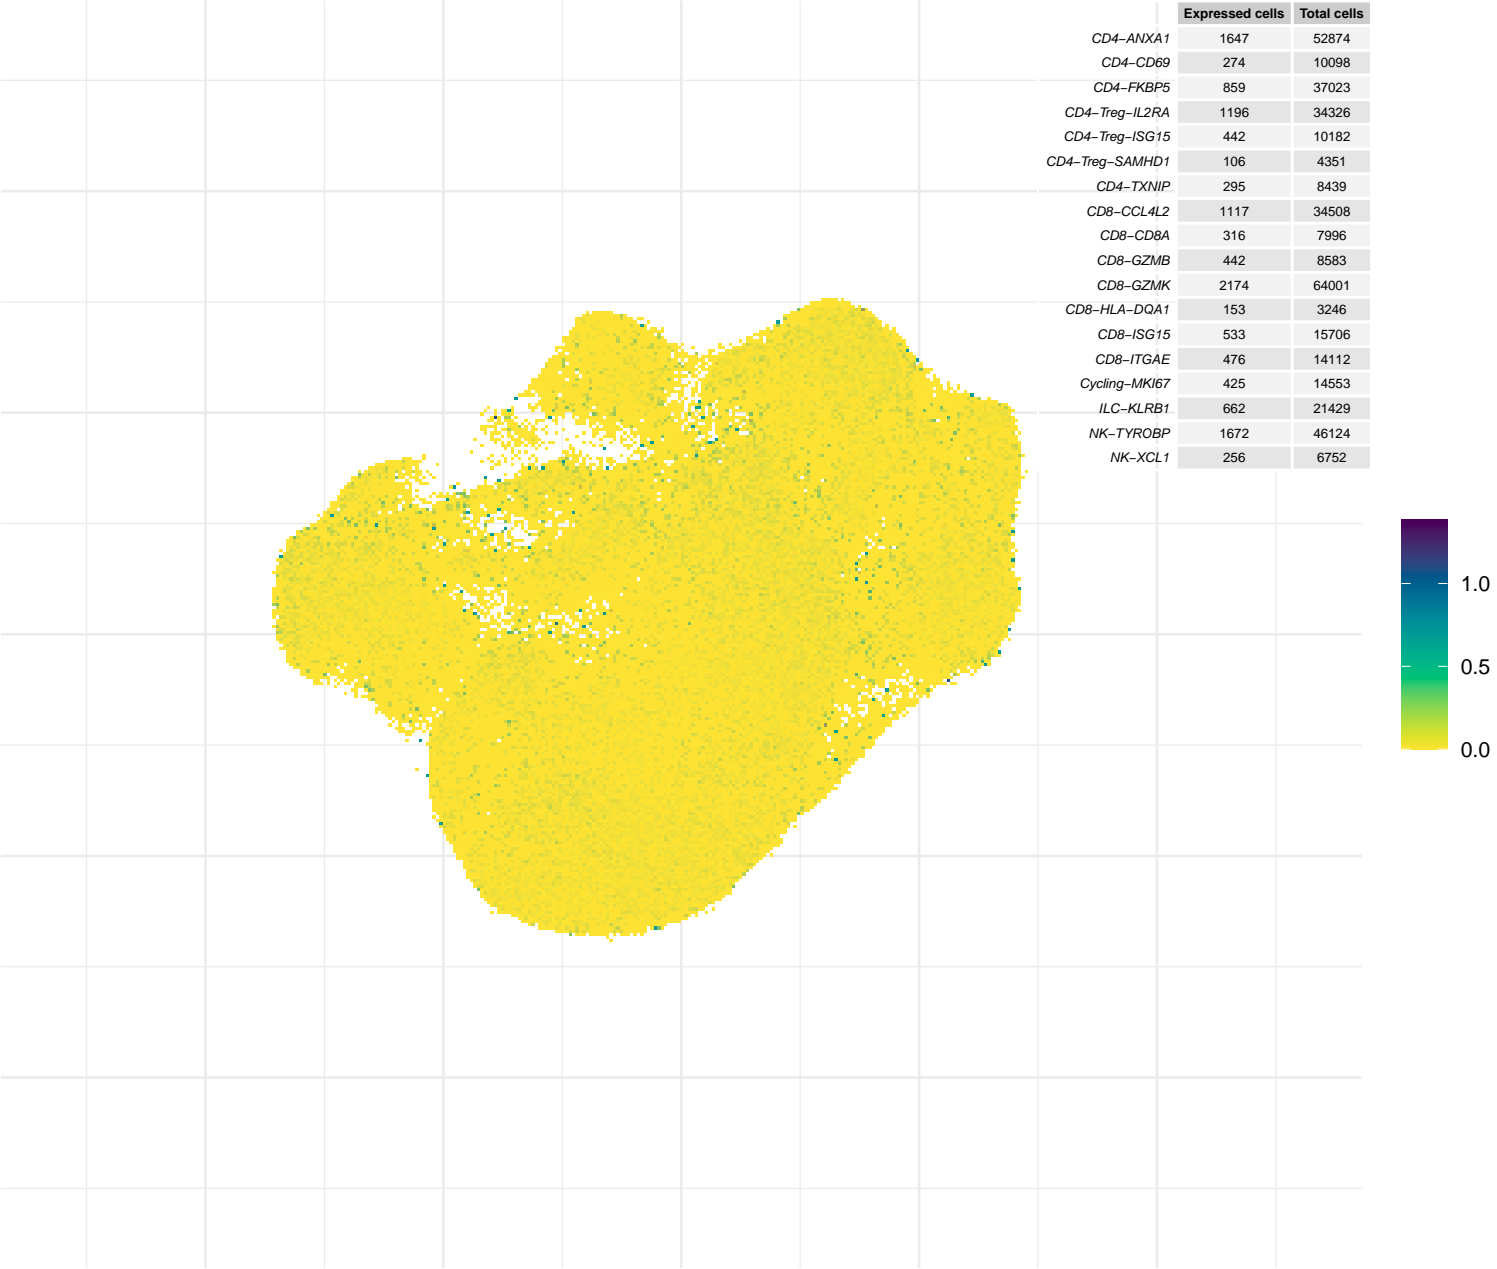 Expressed cells Total cells
CD4−ANXA1 1647 52874
CD4−CD69 274 10098
CD4−FKBP5 859 37023
CD4−Treg−IL2RA 1196 34326
CD4−Treg−ISG15 442 10182
CD4−Treg−SAMHD1 106 4351
CD4−TXNIP 295 8439
CD8−CCL4L2 1117 34508
CD8−CD8A 316 7996
CD8−GZMB 442 8583
CD8−GZMK 2174 64001
CD8−HLA−DQA1 153 3246
CD8−ISG15 533 15706
CD8−ITGAE 476 14112
Cycling−MKI67 425 14553
ILC−KLRB1 662 21429
NK−TYROBP 1672 46124
NK−XCL1 256 6752
1.0
0.5
0.0